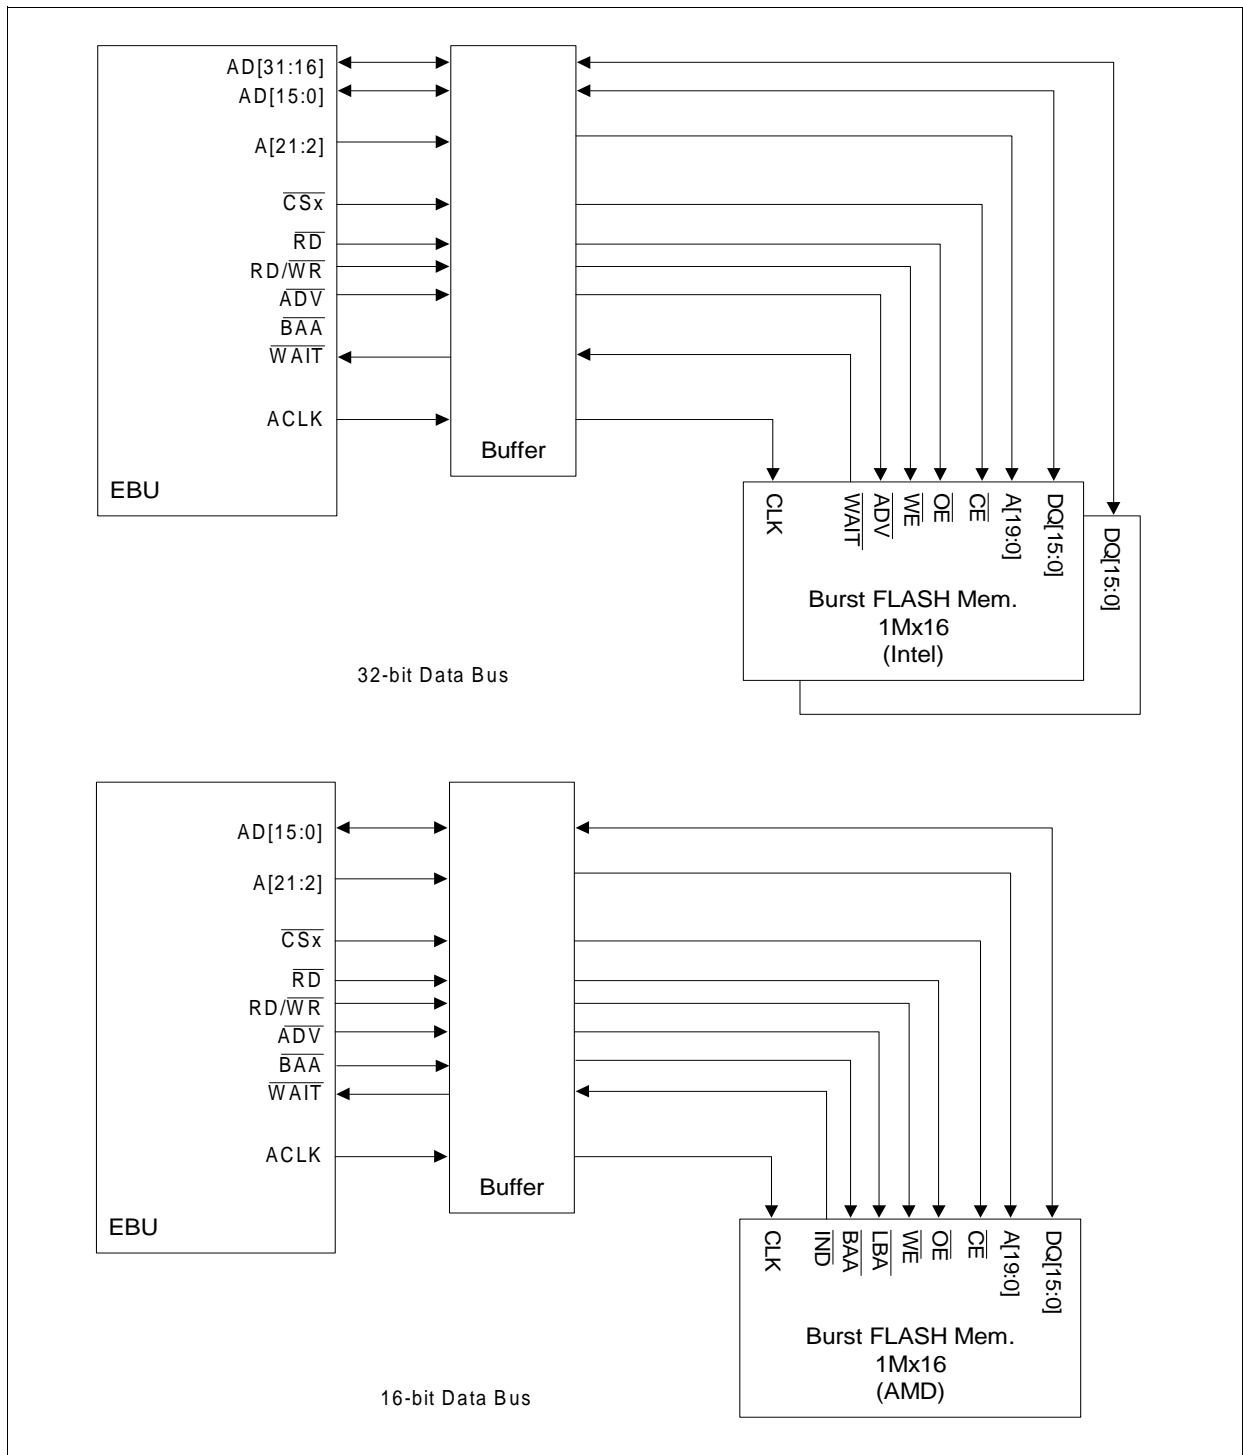 AD[31:16]
AD[15:0]
A[21:2]
CSx
RD
RD/WR
ADV
BAA
WAIT
ACLK
EBU
Buffer
CLK
WAIT
ADV
WE
OE
CE
A[19:0]
DQ[15:0]
DQ[15:0]
Burst FLASH Mem.
1Mx16
(Intel)
32-bit Data Bus
AD[15:0]
A[21:2]
CSx
RD
RD/WR
ADV
BAA
WAIT
ACLK
EBU
Buffer
CLK
IND
BAA
LBA
WE
OE
CE
A[19:0]
DQ[15:0]
Burst FLASH Mem.
1Mx16
(AMD)
16-bit Data Bus